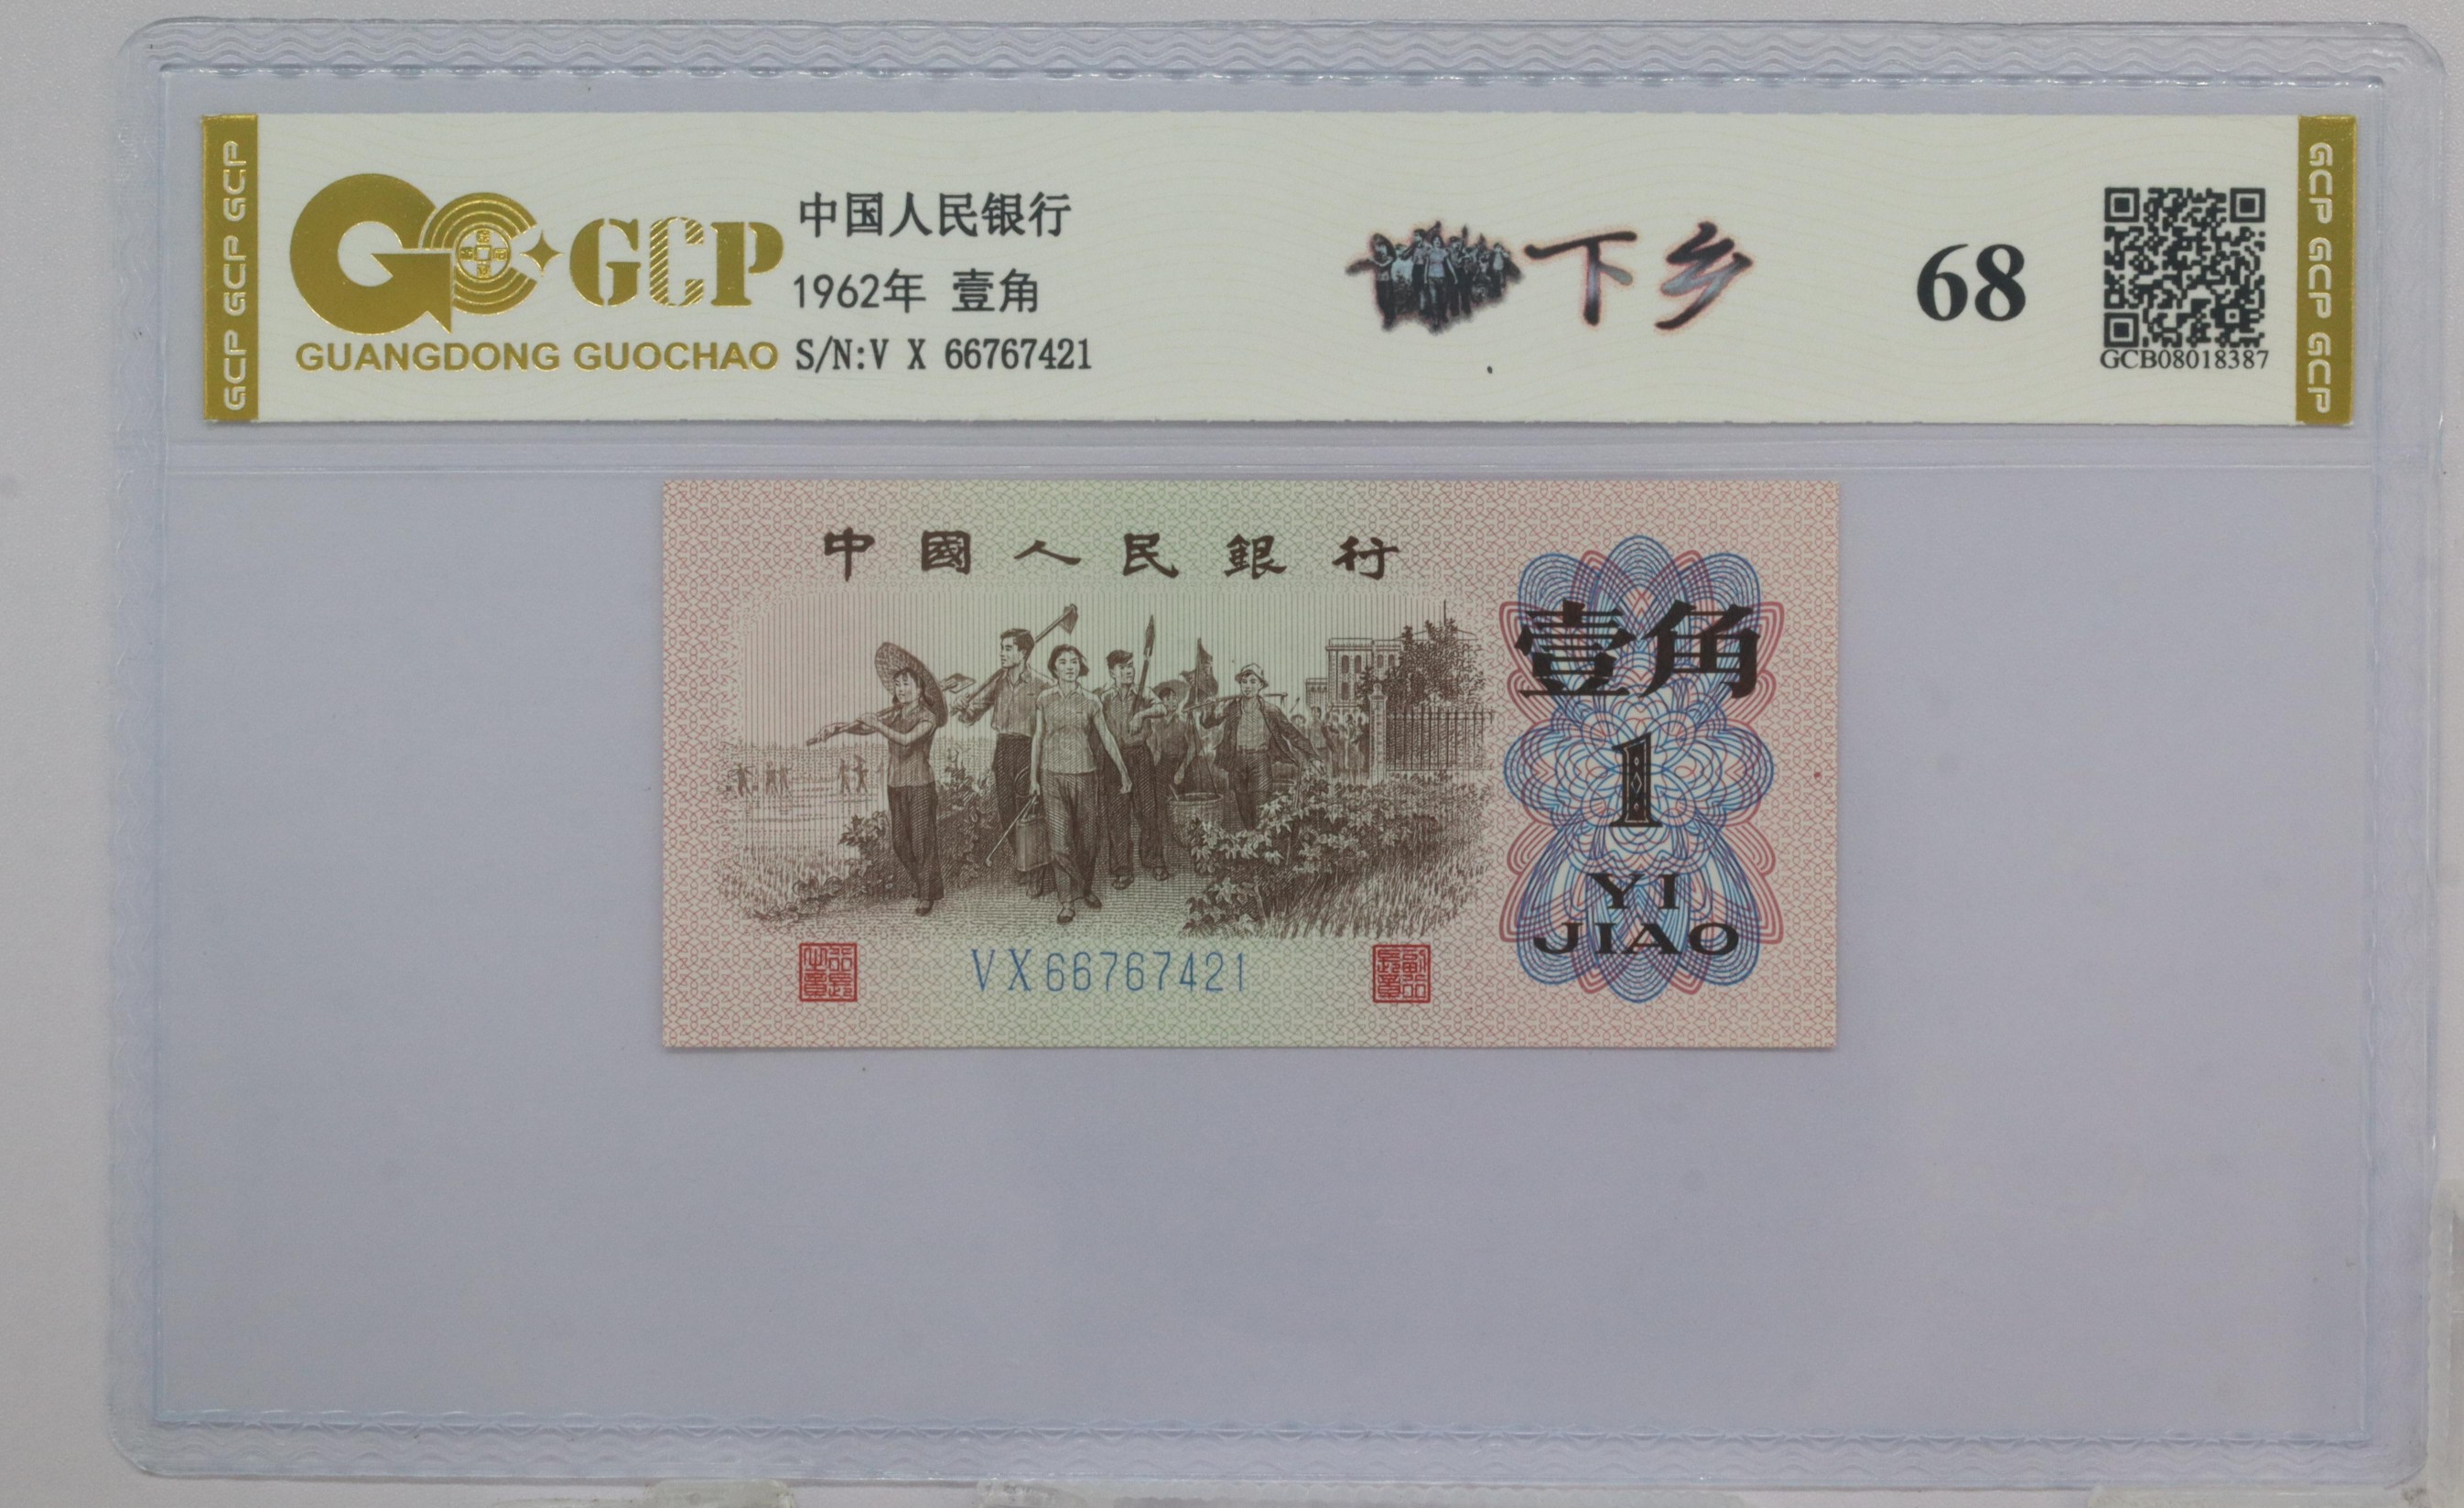 GCP GCP GCP
GCP
GUANGDONG GUOCHAO
中国人民银行
1962年 壹角
S/N:V X 66767421
下乡
68
GCB08018387
GCP GCP GCP
中國人民銀行
壹角
1
YI
JIAO
VX66767421